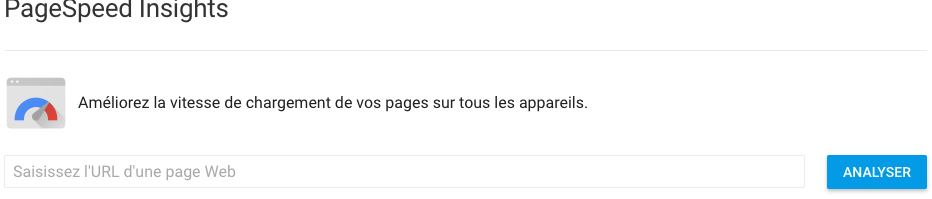 PageSpeed Insights
Améliorez la vitesse de chargement de vos pages sur tous les appareils.
Saisissez l'URL d'une page Web
ANALYSER